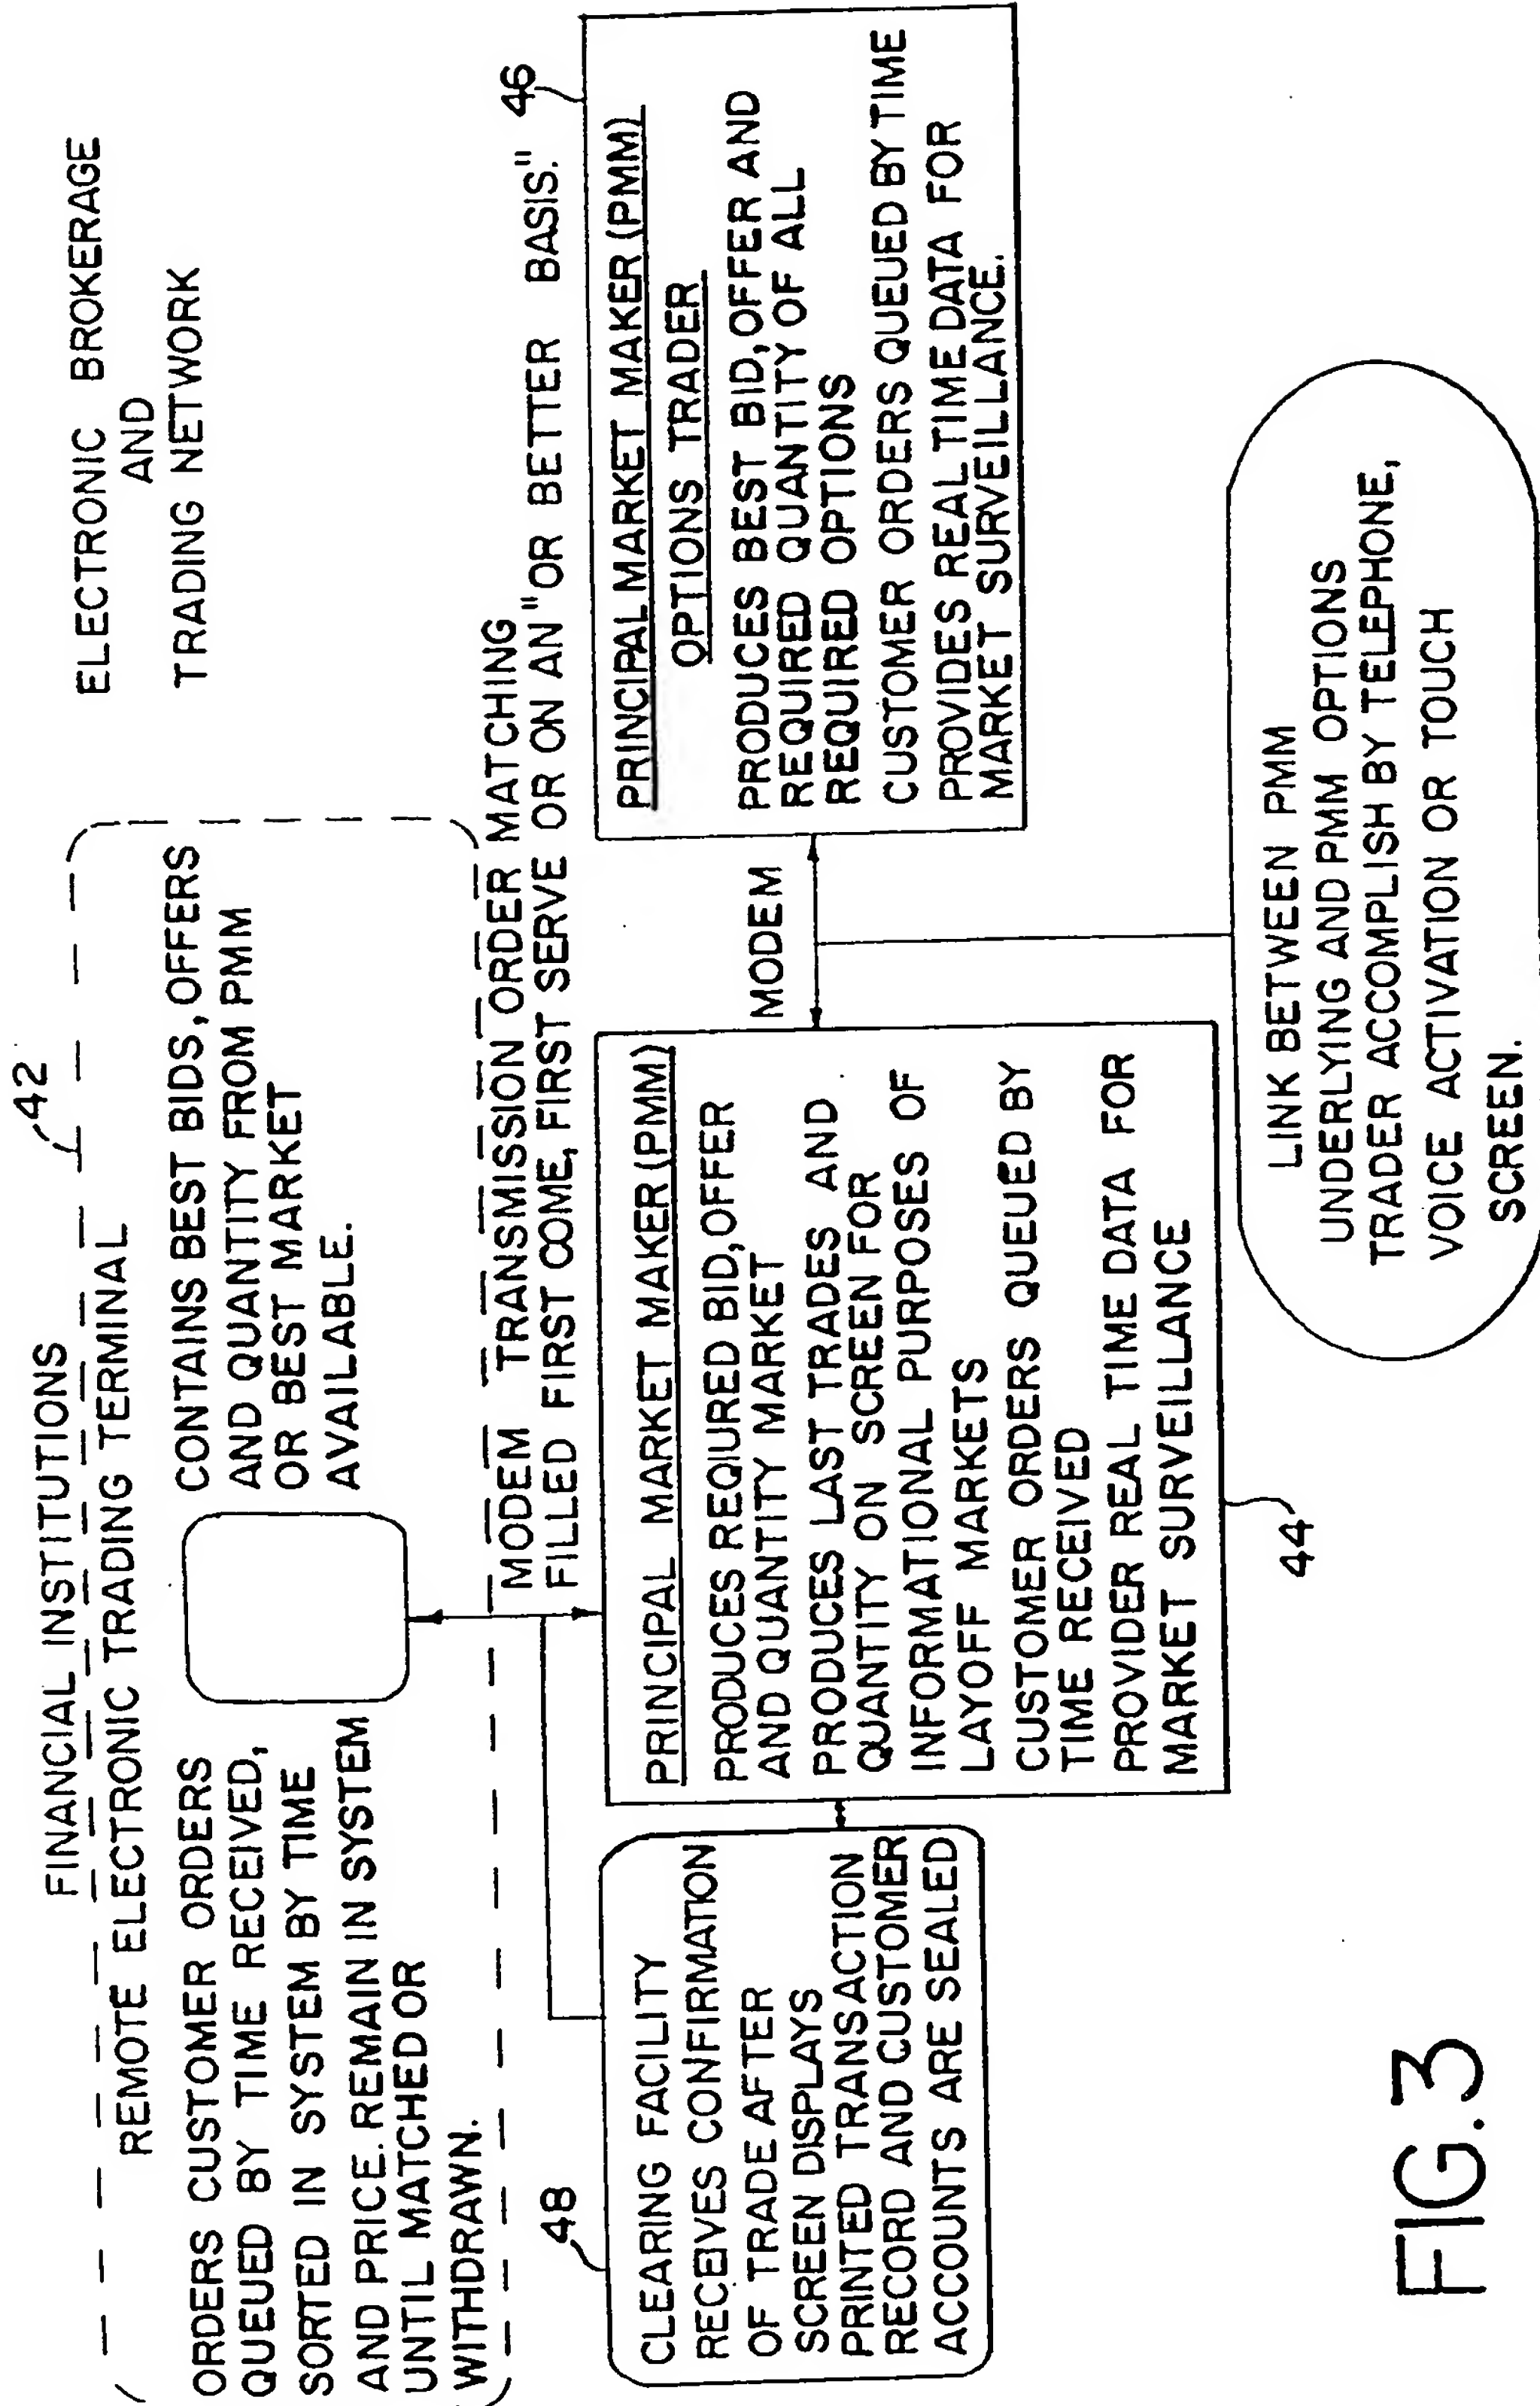 ELECTRONIC BROKERAGE
AND
TRADING NETWORK
42
FINANCIAL INSTITUTIONS
REMOTE ELECTRONIC TRADING TERMINAL
ORDERS CUSTOMER ORDERS
QUEUED BY TIME RECEIVED,
SORTED IN SYSTEM BY TIME
AND PRICE. REMAIN IN SYSTEM
UNTIL MATCHED OR
WITHDRAWN.
CONTAINS BEST BIDS, OFFERS
AND QUANTITY FROM PMM
OR BEST MARKET
AVAILABLE.
MODEM TRANSMISSION ORDER MATCHING
FILLED FIRST COME, FIRST SERVE OR ON AN "OR BETTER BASIS."
48
CLEARING FACILITY
RECEIVES CONFIRMATION
OF TRADE AFTER
SCREEN DISPLAYS
PRINTED TRANSACTION
RECORD AND CUSTOMER
ACCOUNTS ARE SEALED
PRINCIPAL MARKET MAKER (PMM)
PRODUCES REQIURED BID, OFFER
AND QUANTITY MARKET
PRODUCES LAST TRADES AND
QUANTITY ON SCREEN FOR
INFORMATIONAL PURPOSES OF
LAYOFF MARKETS
CUSTOMER ORDERS QUEUED BY
TIME RECEIVED
PROVIDER REAL TIME DATA FOR
MARKET SURVEILLANCE
44
MODEM
46
PRINCIPAL MARKET MAKER (PMM)
OPTIONS TRADER
PRODUCES BEST BID, OFFER AND
REQUIRED QUANTITY OF ALL
REQUIRED OPTIONS
CUSTOMER ORDERS QUEUED BY TIME
PROVIDES REAL TIME DATA FOR
MARKET SURVEILLANCE.
LINK BETWEEN PMM
UNDERLYING AND PMM OPTIONS
TRADER ACCOMPLISH BY TELEPHONE,
VOICE ACTIVATION OR TOUCH
SCREEN.
FIG.3